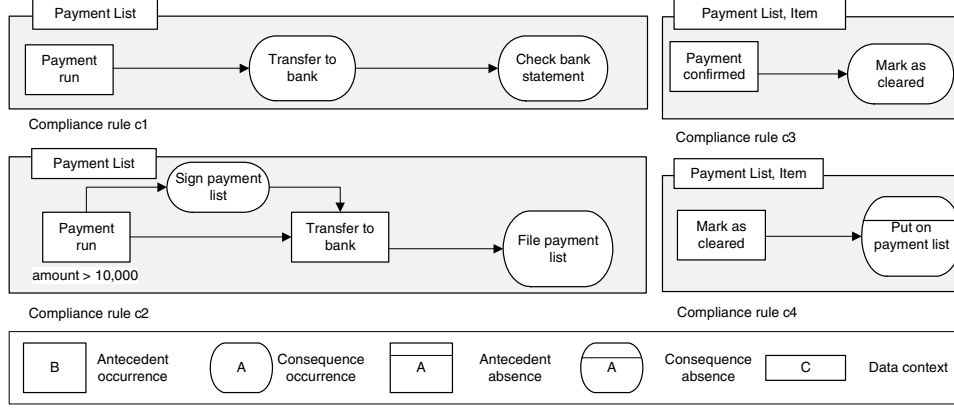 Payment List
Payment
run
Transfer to
bank
Check bank
statement
Compliance rule c1
Payment List, Item
Payment
confirmed
Mark as
cleared
Compliance rule c3
Payment List
Sign payment
list
Payment
run
Transfer to
bank
File payment
list
amount > 10,000
Compliance rule c2
Payment List, Item
Mark as
cleared
Put on
payment list
Compliance rule c4
B
Antecedent
occurrence
A
Consequence
occurrence
A
Antecedent
absence
A
Consequence
absence
C
Data context